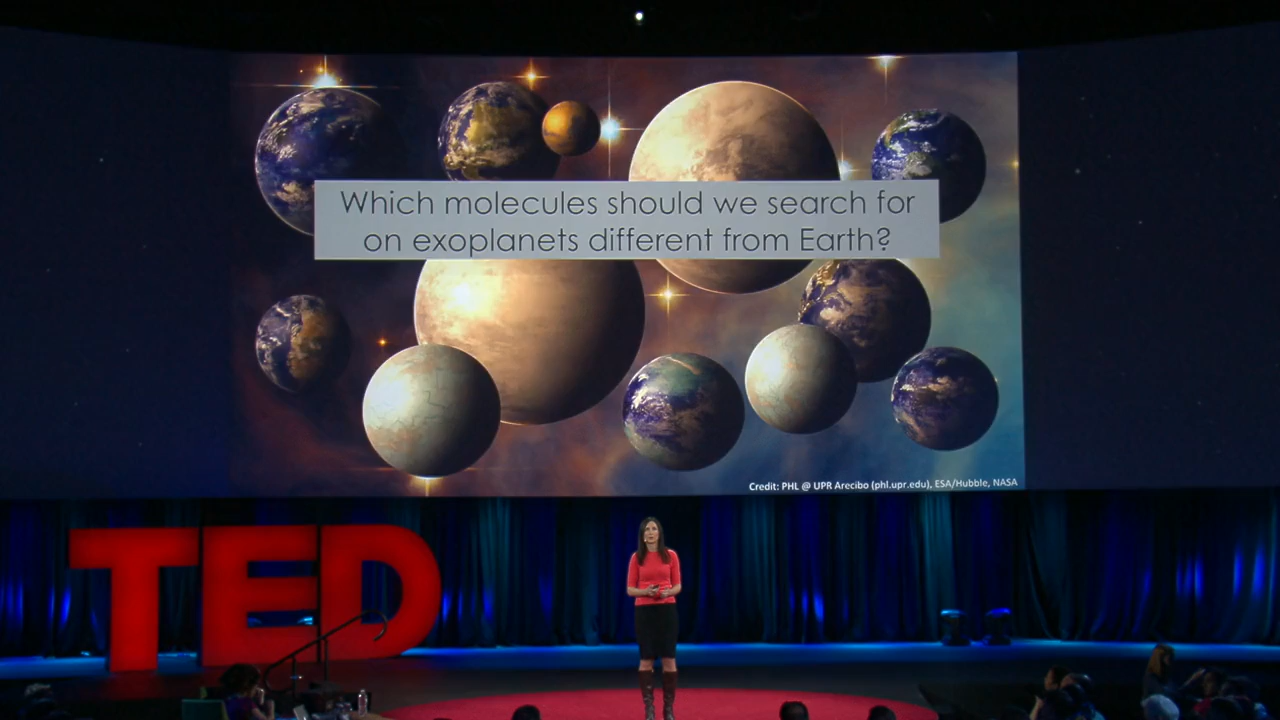 Which molecules should we search for
on exoplanets different from Earth?
Credit: PHL @ UPR Arecibo (phl.upr.edu), ESA/Hubble, NASA
TED